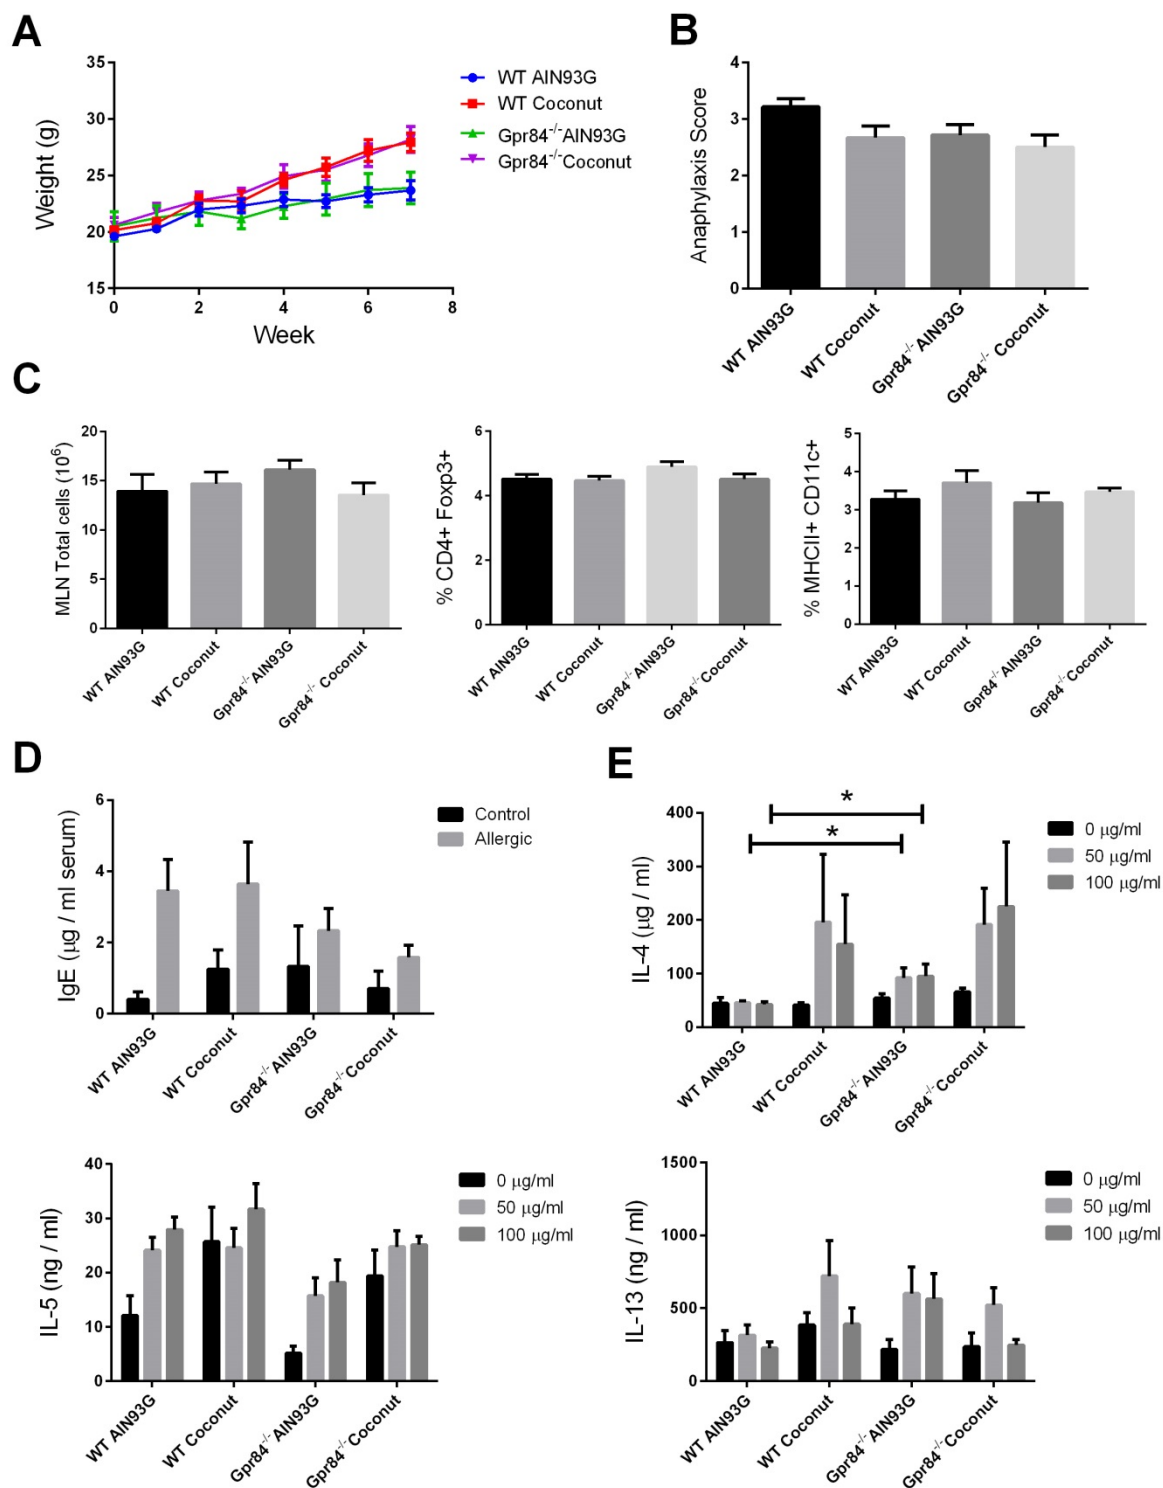 A
Weight (g)
35
30
25
20
15
0
2
4
6
8
Week
WT AIN93G
WT Coconut
Gpr84⁻/⁻AIN93G
Gpr84⁻/⁻Coconut
B
Anaphylaxis Score
4
3
2
1
0
WT AIN93G
WT Coconut
Gpr84⁻/⁻ AIN93G
Gpr84⁻/⁻ Coconut
C
MLN Total cells (10⁶)
20
15
10
5
0
WT AIN93G
WT Coconut
Gpr84⁻/⁻ AIN93G
Gpr84⁻/⁻ Coconut
% CD4+ Foxp3+
6
4
2
0
WT AIN93G
WT Coconut
Gpr84⁻/⁻ AIN93G
Gpr84⁻/⁻ Coconut
% MHCII+ CD11c+
5
4
3
2
1
0
WT AIN93G
WT Coconut
Gpr84⁻/⁻ AIN93G
Gpr84⁻/⁻ Coconut
D
IgE (μg / ml serum)
6
4
2
0
WT AIN93G
WT Coconut
Gpr84⁻/⁻ AIN93G
Gpr84⁻/⁻ Coconut
Control
Allergic
E
IL-4 (μg / ml)
400
300
200
100
0
*
*
WT AIN93G
WT Coconut
Gpr84⁻/⁻ AIN93G
Gpr84⁻/⁻ Coconut
0 μg/ml
50 μg/ml
100 μg/ml
IL-5 (ng / ml)
40
30
20
10
0
WT AIN93G
WT Coconut
Gpr84⁻/⁻ AIN93G
Gpr84⁻/⁻ Coconut
0 μg/ml
50 μg/ml
100 μg/ml
IL-13 (ng / ml)
1500
1000
500
0
WT AIN93G
WT Coconut
Gpr84⁻/⁻ AIN93G
Gpr84⁻/⁻ Coconut
0 μg/ml
50 μg/ml
100 μg/ml